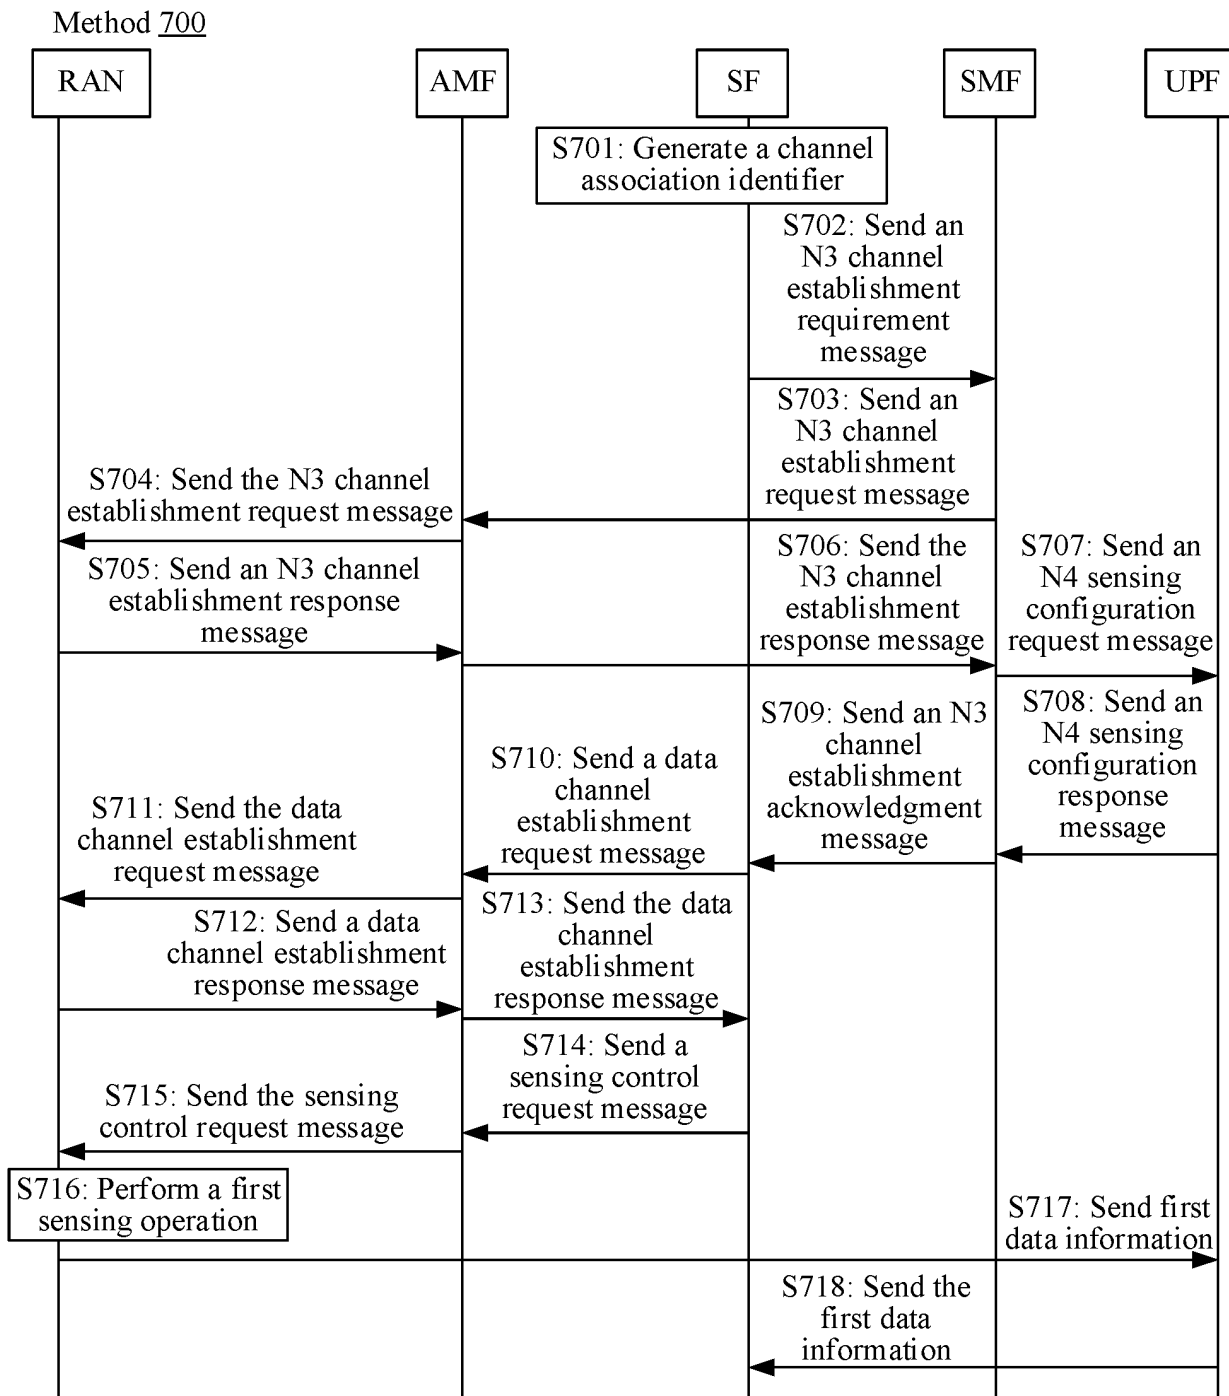 Method 700
RAN
AMF
SF
SMF
UPF
S701: Generate a channel
association identifier
S702: Send an
N3 channel
establishment
requirement
message
S703: Send an
N3 channel
establishment
request message
S704: Send the N3 channel
establishment request message
S705: Send an N3 channel
establishment response
message
S706: Send the
N3 channel
establishment
response message
S707: Send an
N4 sensing
configuration
request message
S708: Send an
N4 sensing
configuration
response
message
S709: Send an N3
channel
establishment
acknowledgment
message
S710: Send a data
channel
establishment
request message
S711: Send the data
channel establishment
request message
S712: Send a data
channel establishment
response message
S713: Send the data
channel
establishment
response message
S714: Send a
sensing control
request message
S715: Send the sensing
control request message
S716: Perform a first
sensing operation
S717: Send first
data information
S718: Send the
first data
information